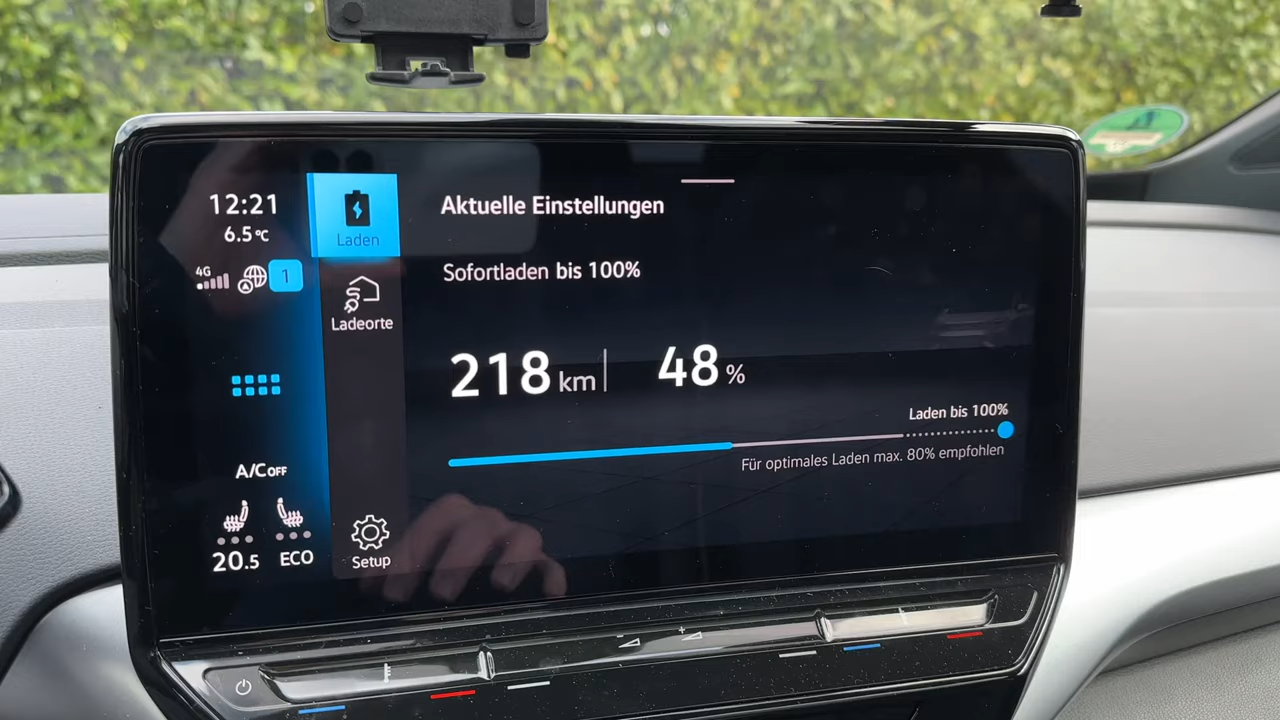 12:21
6.5°C
4G
1
A/C OFF
20.5 ECO
Laden
Ladeorte
Setup
Aktuelle Einstellungen
Sofortladen bis 100%
218 km 48 %
Laden bis 100%
Für optimales Laden max. 80% empfohlen